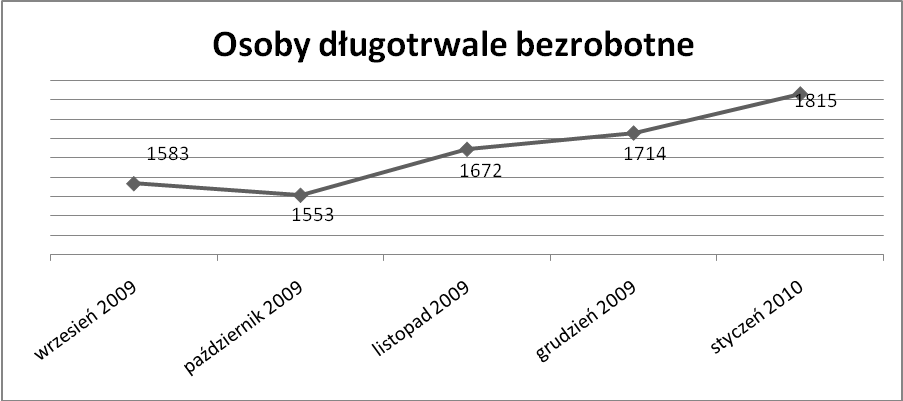 Osoby długotrwale bezrobotne
1583
1553
1672
1714
1815
wrzesień 2009
październik 2009
listopad 2009
grudzień 2009
styczeń 2010